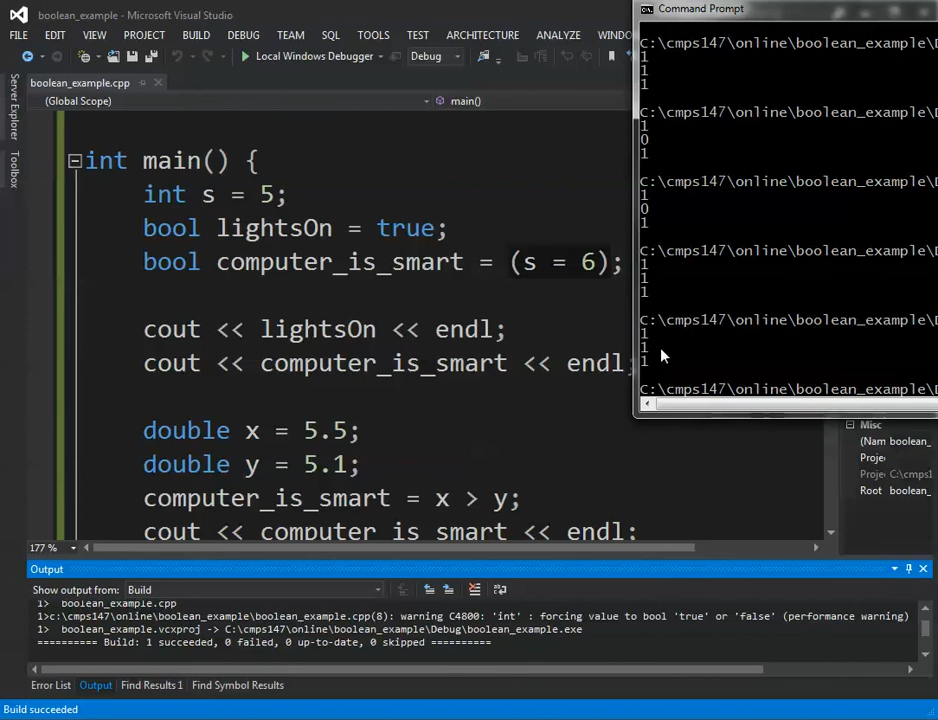 boolean_example - Microsoft Visual Studio
FILE EDIT VIEW PROJECT BUILD DEBUG TEAM SQL TOOLS TEST ARCHITECTURE ANALYZE WINDO
Local Windows Debugger Debug
boolean_example.cpp
(Global Scope) main()
Server Explorer
Toolbox
int main() {
int s = 5;
bool lightsOn = true;
bool computer_is_smart = (s = 6);
cout << lightsOn << endl;
cout << computer_is_smart << endl;
double x = 5.5;
double y = 5.1;
computer_is_smart = x > y;
cout << computer_is_smart << endl;
177 %
Command Prompt
C:\cmps147\online\boolean_example\D
1
1
1
C:\cmps147\online\boolean_example\D
1
0
1
C:\cmps147\online\boolean_example\D
1
0
1
C:\cmps147\online\boolean_example\D
1
1
1
C:\cmps147\online\boolean_example\D
1
1
1
C:\cmps147\online\boolean_example\D
Misc
(Nam boolean_
Proje
Projec C:\cmps1
Root boolean_
Output
Show output from: Build
1> boolean_example.cpp
1>c:\cmps147\online\boolean_example\boolean_example.cpp(8): warning C4800: 'int' : forcing value to bool 'true' or 'false' (performance warning)
1> boolean_example.vcxproj -> C:\cmps147\online\boolean_example\Debug\boolean_example.exe
========== Build: 1 succeeded, 0 failed, 0 up-to-date, 0 skipped ==========
Error List Output Find Results 1 Find Symbol Results
Build succeeded